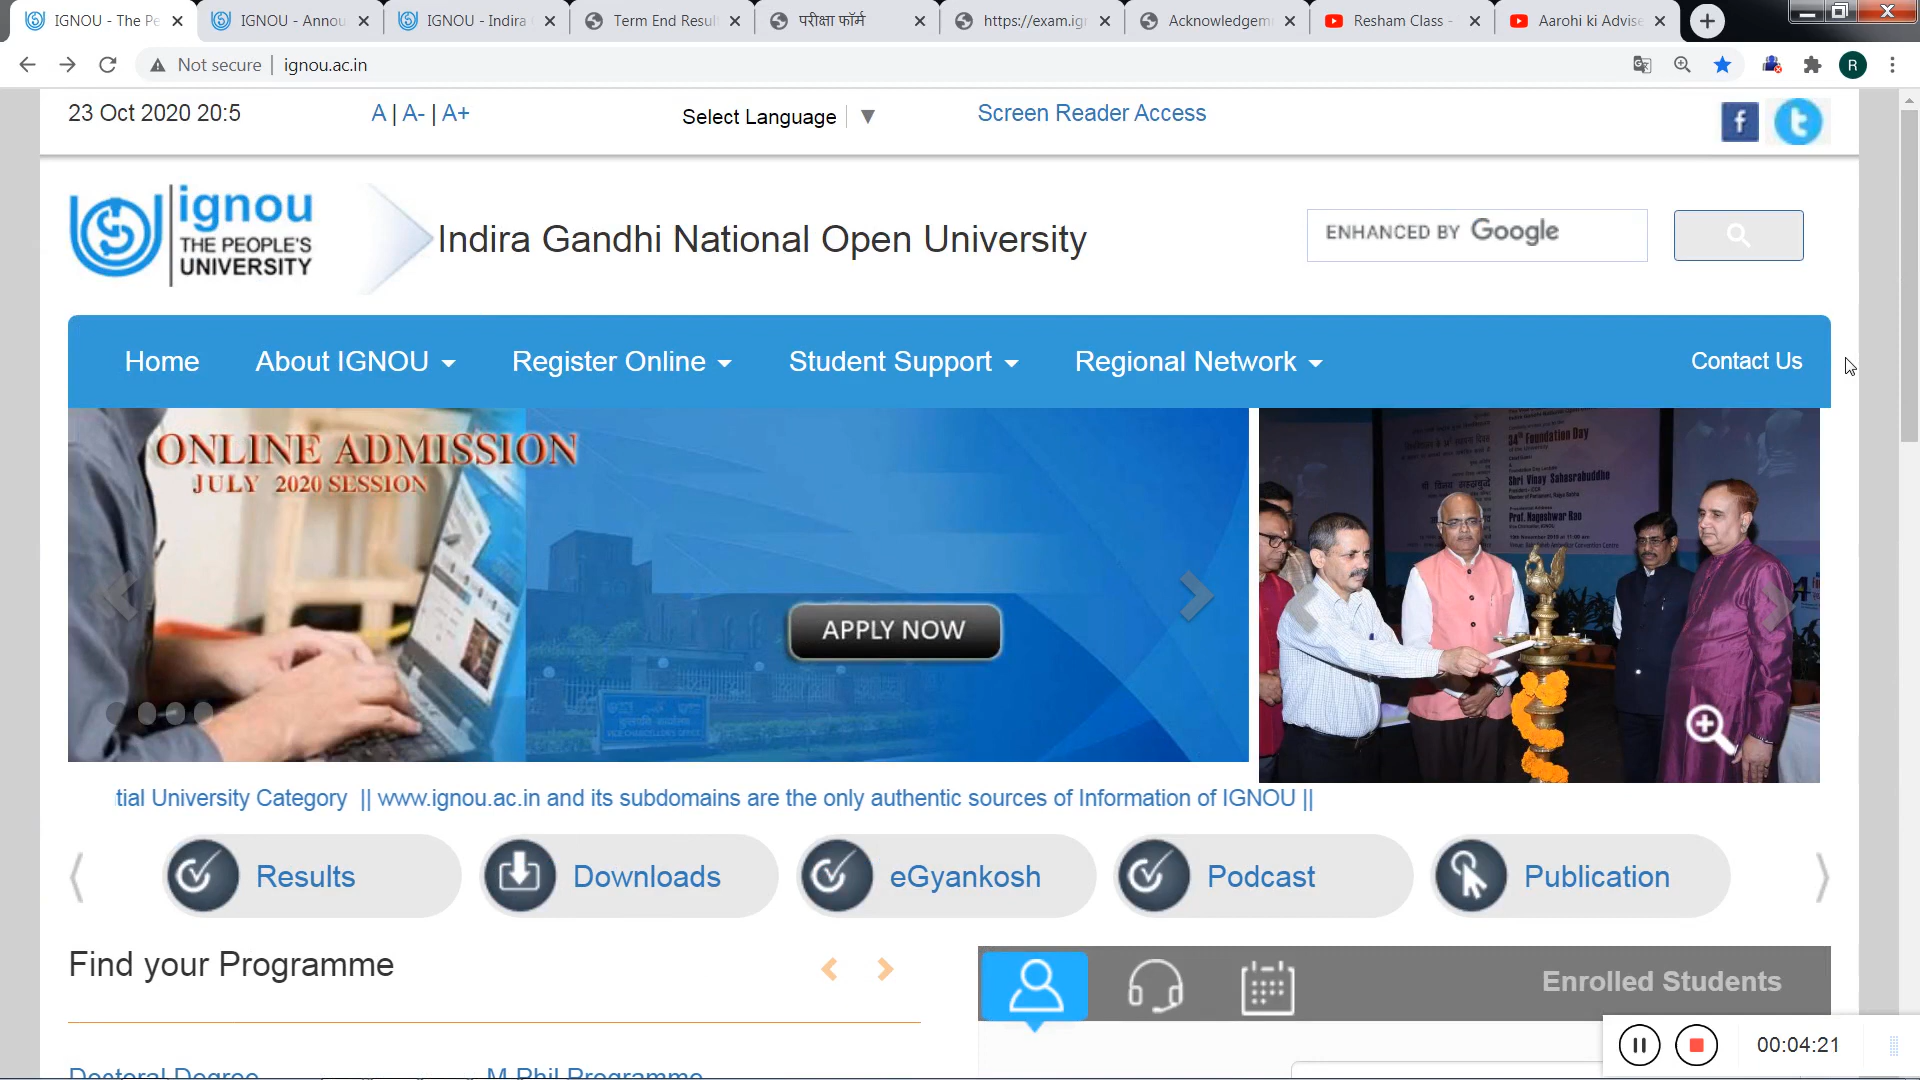 IGNOU - The Pe
IGNOU - Annou
IGNOU - Indira
Term End Resul
परीक्षा फॉर्म
https://exam.ign
Acknowledgem
Resham Class -
Aarohi ki Advise
Not secure
ignou.ac.in
R
23 Oct 2020 20:5
A | A- | A+
Select Language ▼
Screen Reader Access
ignou
THE PEOPLE'S
UNIVERSITY
Indira Gandhi National Open University
ENHANCED BY Google
Home
About IGNOU
Register Online
Student Support
Regional Network
Contact Us
ONLINE ADMISSION
JULY 2020 SESSION
APPLY NOW
34th Foundation Day
Shri Vinay Sahasrabuddhe
Prof. Nageshwar Rao
tial University Category || www.ignou.ac.in and its subdomains are the only authentic sources of Information of IGNOU ||
Results
Downloads
eGyankosh
Podcast
Publication
Find your Programme
Enrolled Students
00:04:21
Doctoral Degree
M.Phil Programme